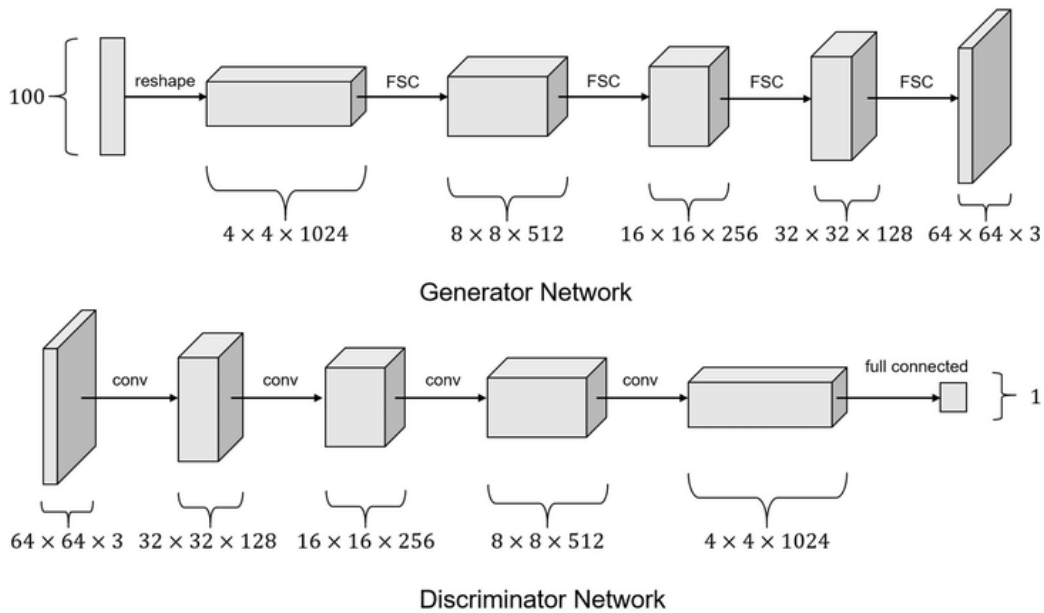 100
reshape
FSC
FSC
FSC
FSC
4 × 4 × 1024
8 × 8 × 512
16 × 16 × 256
32 × 32 × 128
64 × 64 × 3
Generator Network
conv
conv
conv
conv
full connected
1
64 × 64 × 3
32 × 32 × 128
16 × 16 × 256
8 × 8 × 512
4 × 4 × 1024
Discriminator Network